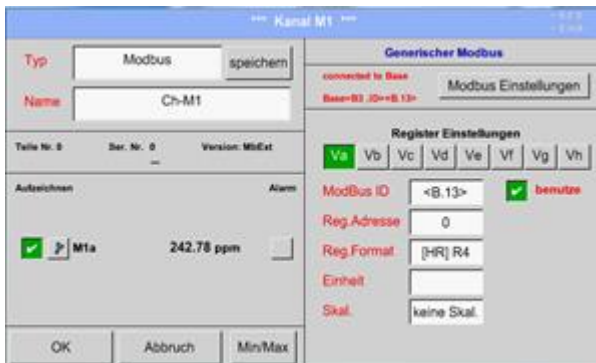 *** Kanal M1 ***
Typ
Modbus
speichern
Name
Ch-M1
Teile Nr. 0
Ser. Nr. 0
Version: MbExt
Aufzeichnen
Alarm
M1a
242.78 ppm
OK
Abbruch
Min/Max
Generischer Modbus
connected to Base
Base=B3 .ID=<B.13>
Modbus Einstellungen
Register Einstellungen
Va
Vb
Vc
Vd
Ve
Vf
Vg
Vh
ModBus ID
<B.13>
benutze
Reg.Adresse
0
Reg.Format
[HR] R4
Einheit
Skal.
keine Skal.